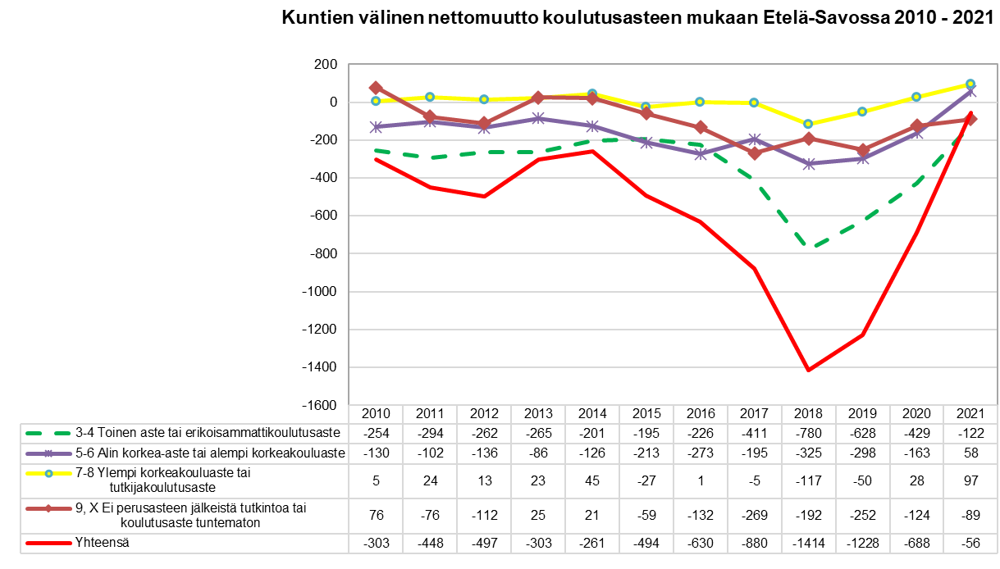 Kuntien välinen nettomuutto koulutusasteen mukaan Etelä-Savossa 2010 - 2021
200
0
-200
-400
-600
-800
-1000
-1200
-1400
-1600
2010 2011 2012 2013 2014 2015 2016 2017 2018 2019 2020 2021
3-4 Toinen aste tai erikoisammattikoulutusaste -254 -294 -262 -265 -201 -195 -226 -411 -780 -628 -429 -122
5-6 Alin korkea-aste tai alempi korkeakouluaste -130 -102 -136 -86 -126 -213 -273 -195 -325 -298 -163 58
7-8 Ylempi korkeakouluaste tai
tutkijakoulutusaste 5 24 13 23 45 -27 1 -5 -117 -50 28 97
9, X Ei perusasteen jälkeistä tutkintoa tai
koulutusaste tuntematon 76 -76 -112 25 21 -59 -132 -269 -192 -252 -124 -89
Yhteensä -303 -448 -497 -303 -261 -494 -630 -880 -1414 -1228 -688 -56